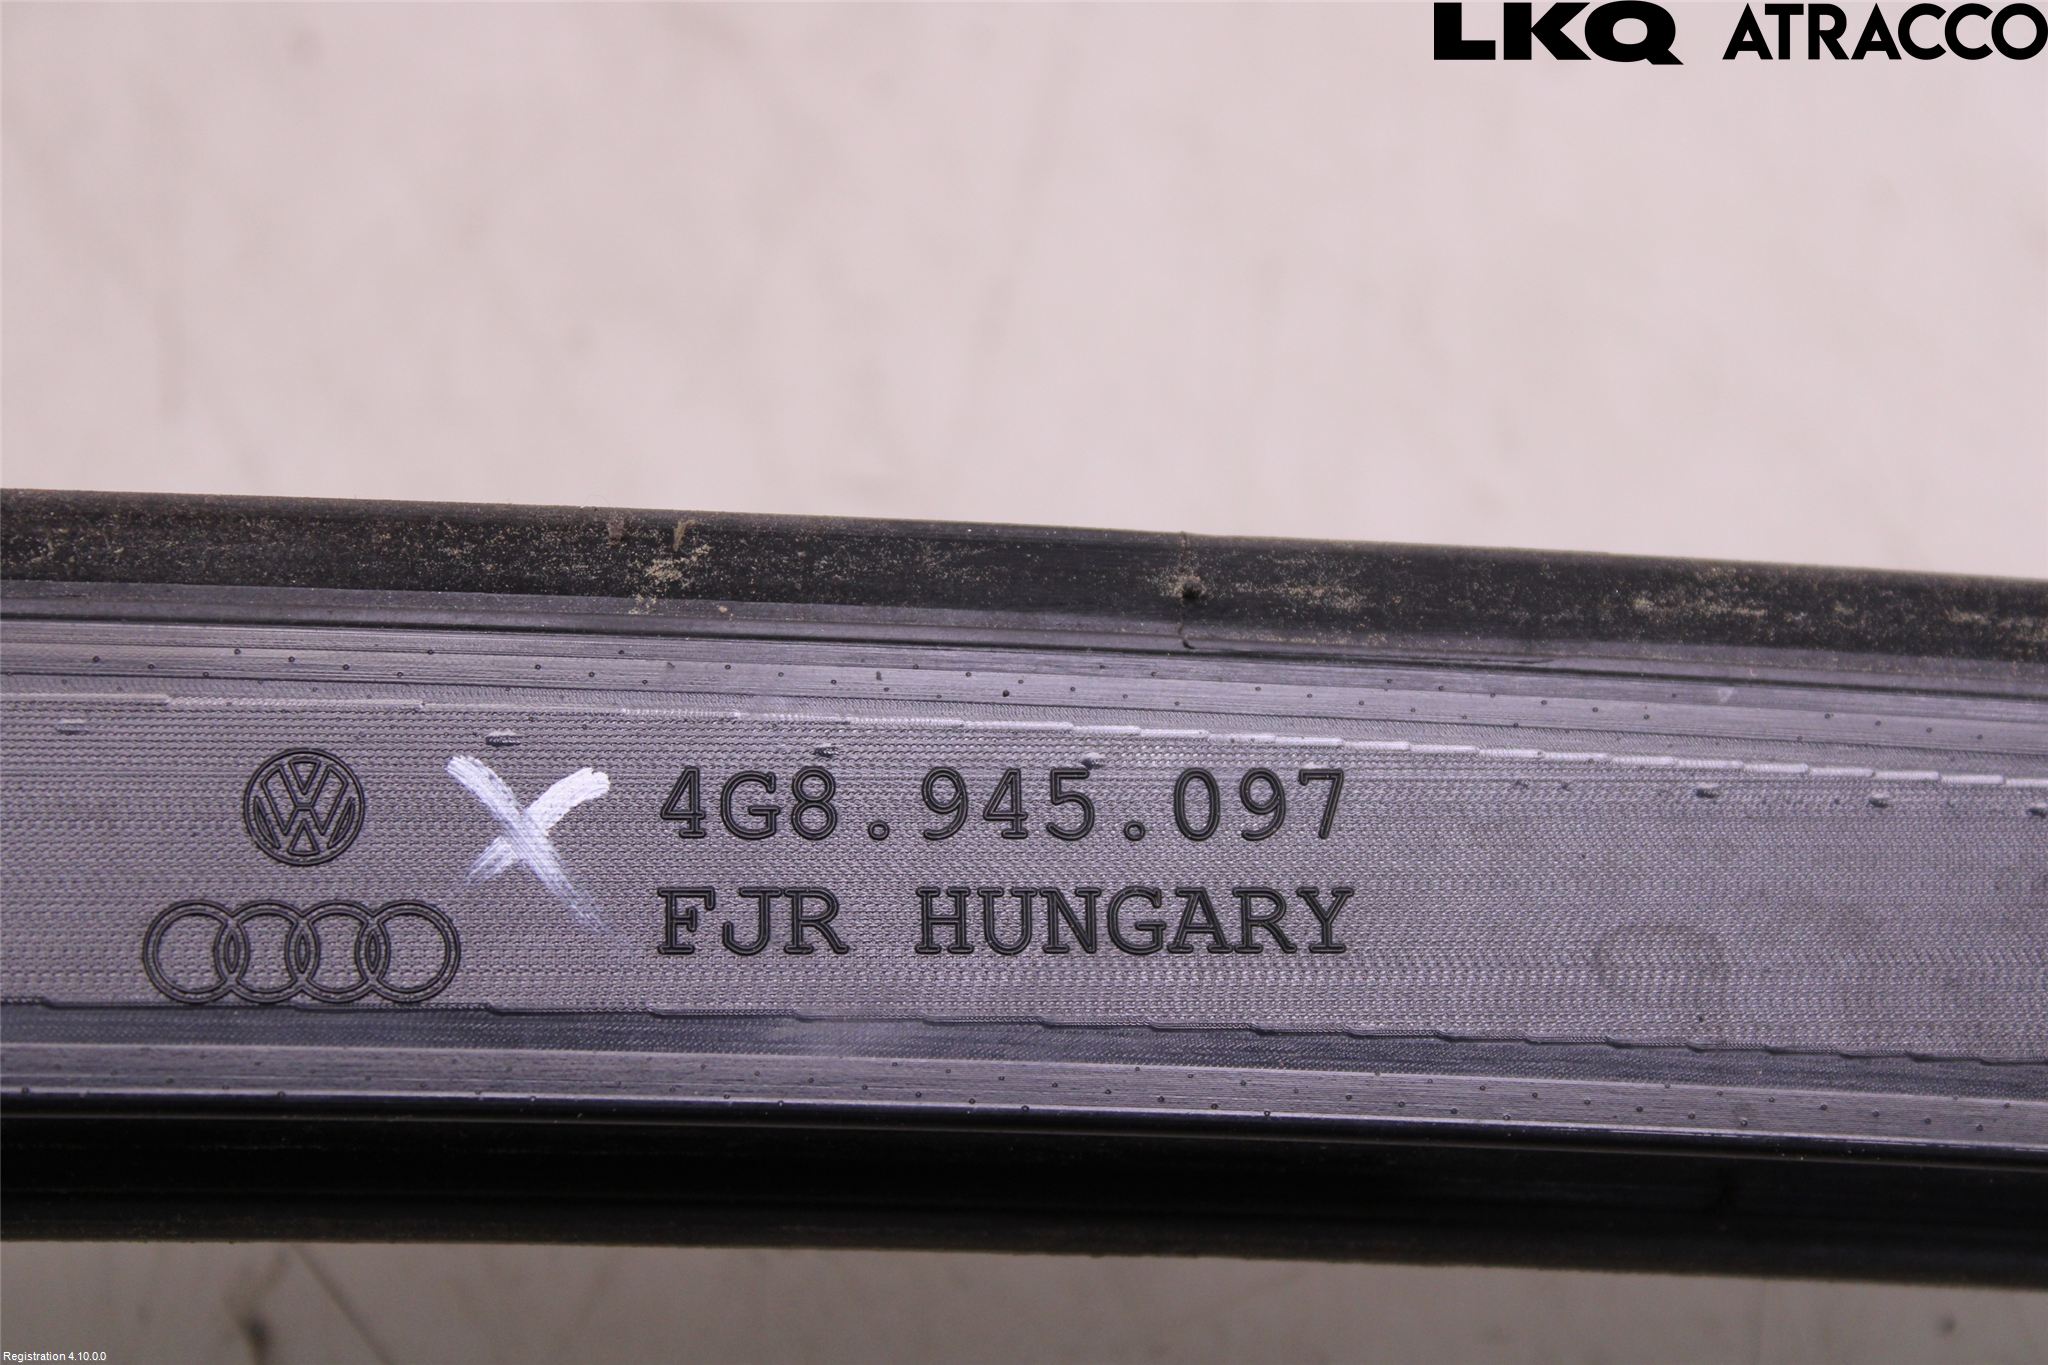 LKQ ATRACCO
4G8.945.097
FJR HUNGARY
Registration 4.10.0.0